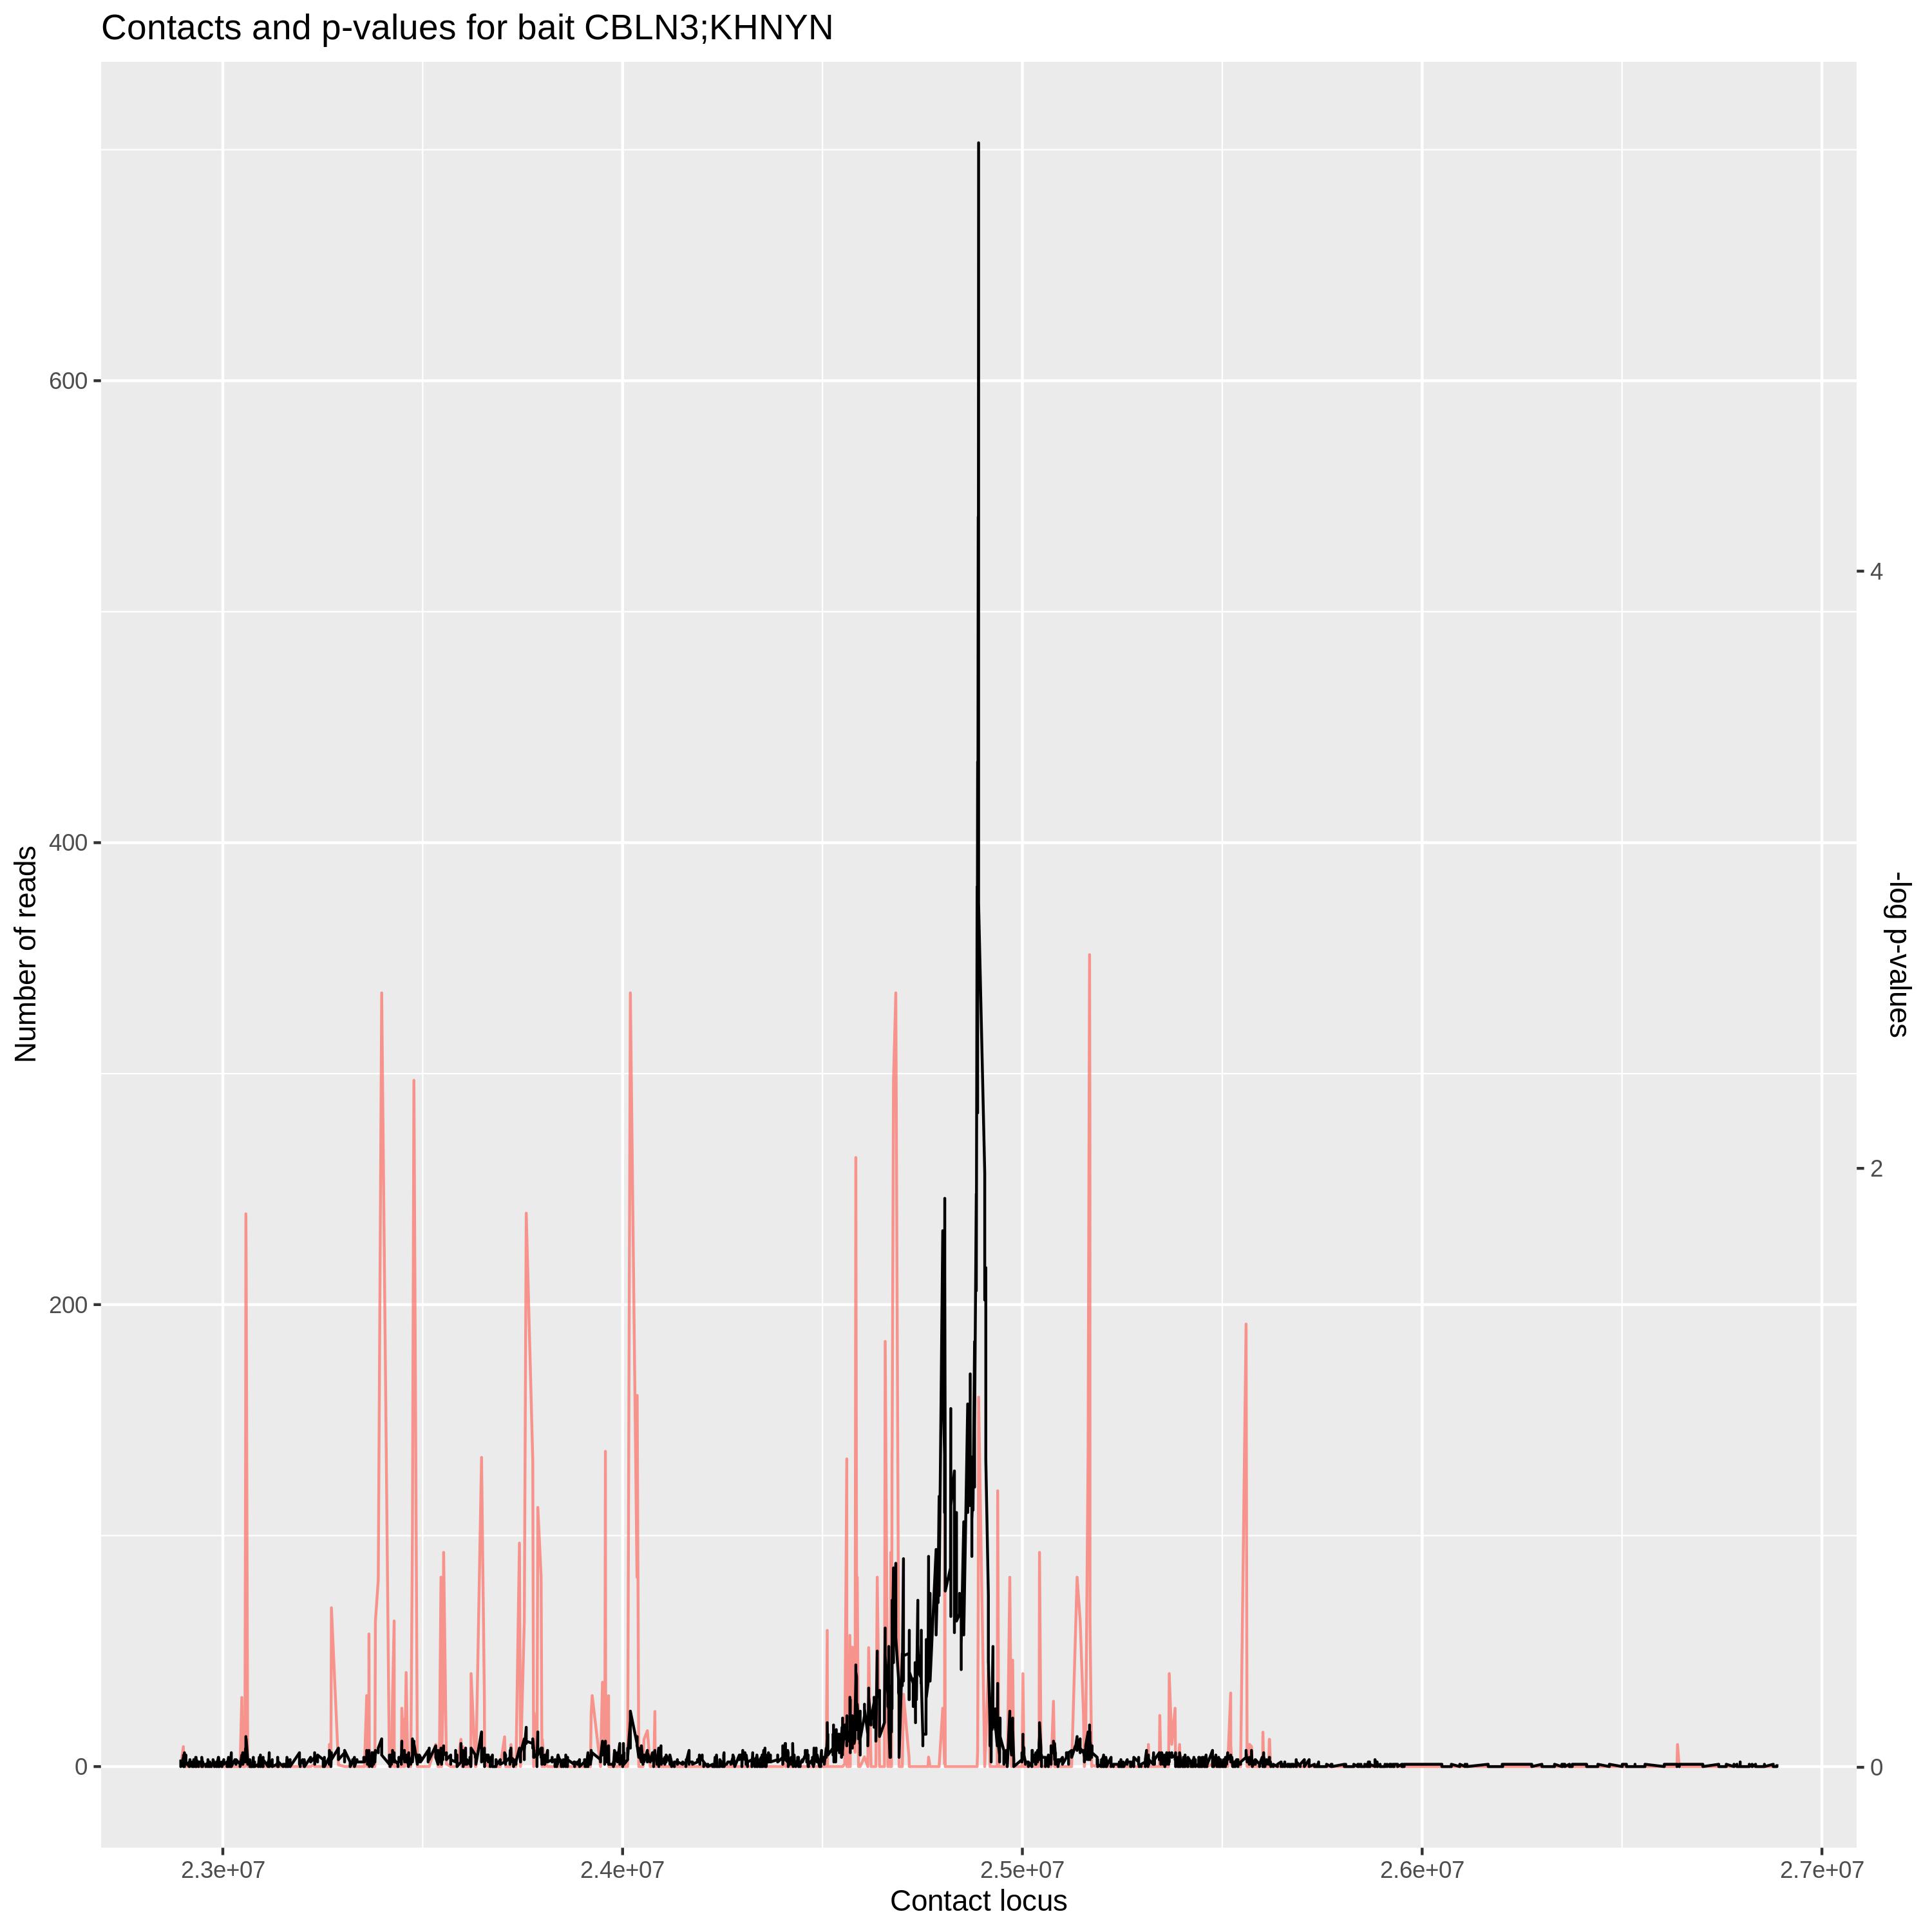 Contacts and p-values for bait CBLN3;KHNYN
Number of reads
600
400
200
0
4
2
0
-log p-values
2.3e+07 2.4e+07 2.5e+07 2.6e+07 2.7e+07
Contact locus